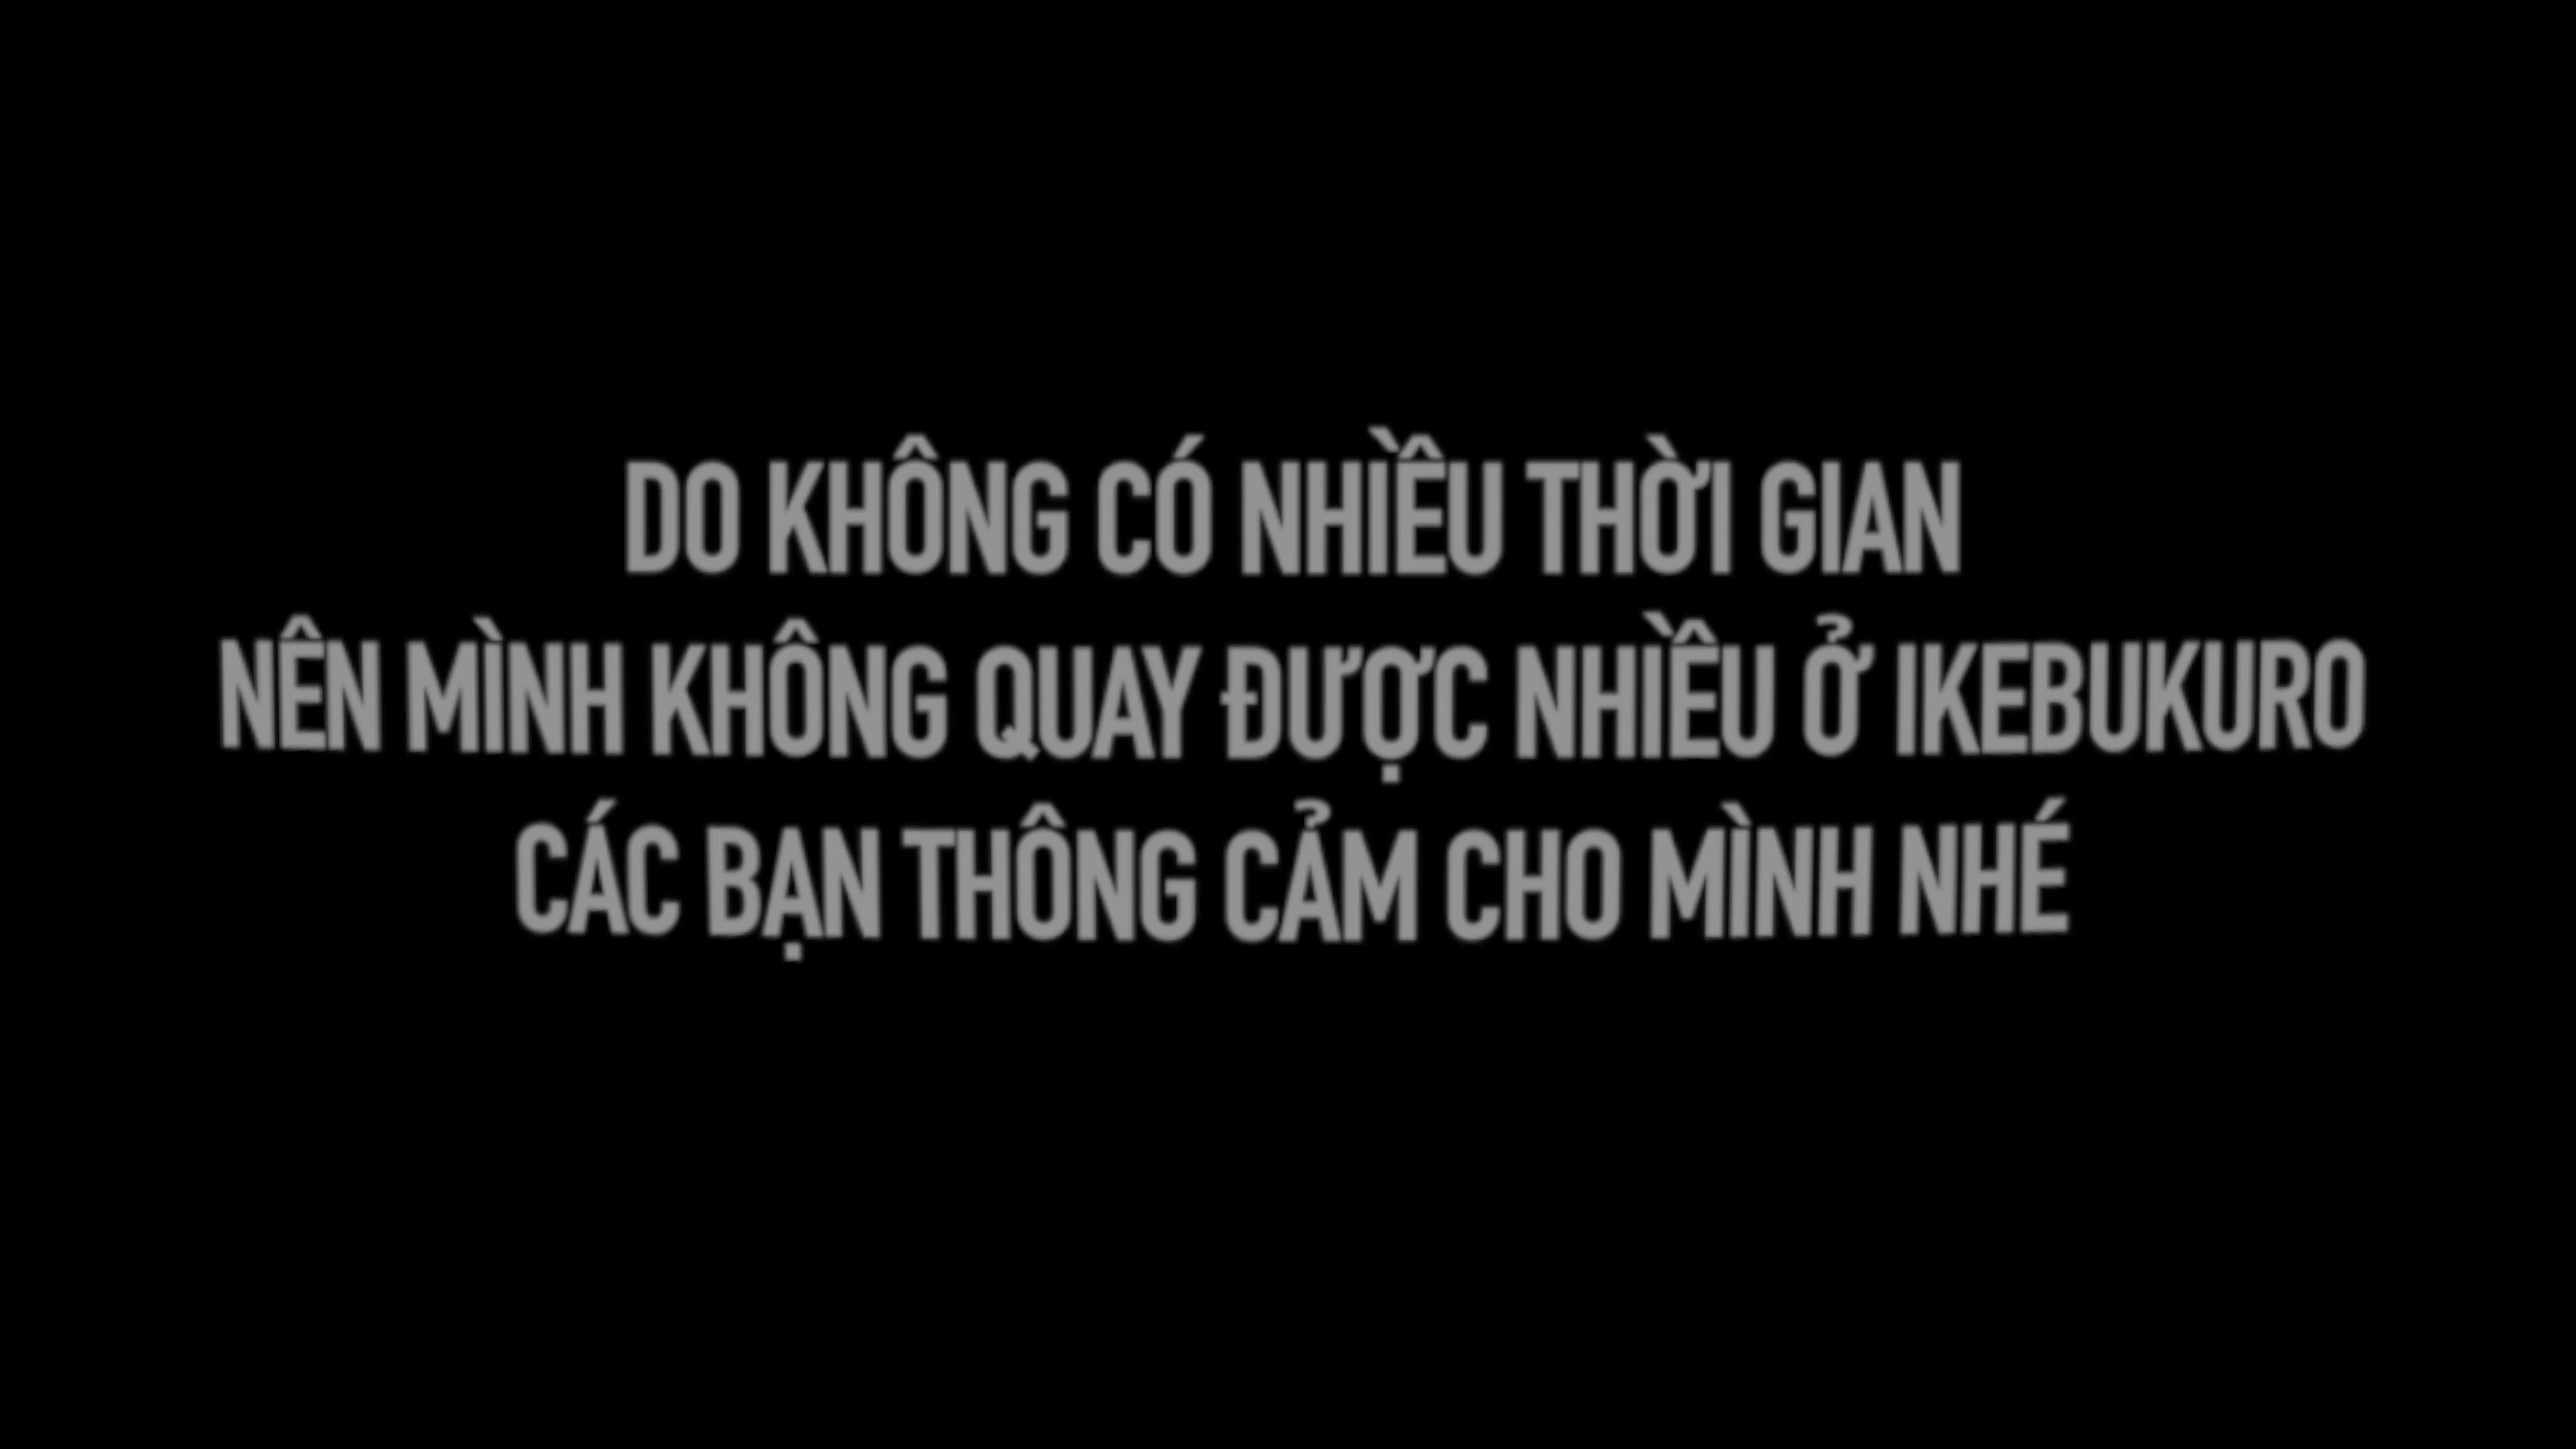 DO KHÔNG CÓ NHIỀU THỜI GIAN
NÊN MÌNH KHÔNG QUAY ĐƯỢC NHIỀU Ở IKEBUKURO
CÁC BẠN THÔNG CẢM CHO MÌNH NHÉ